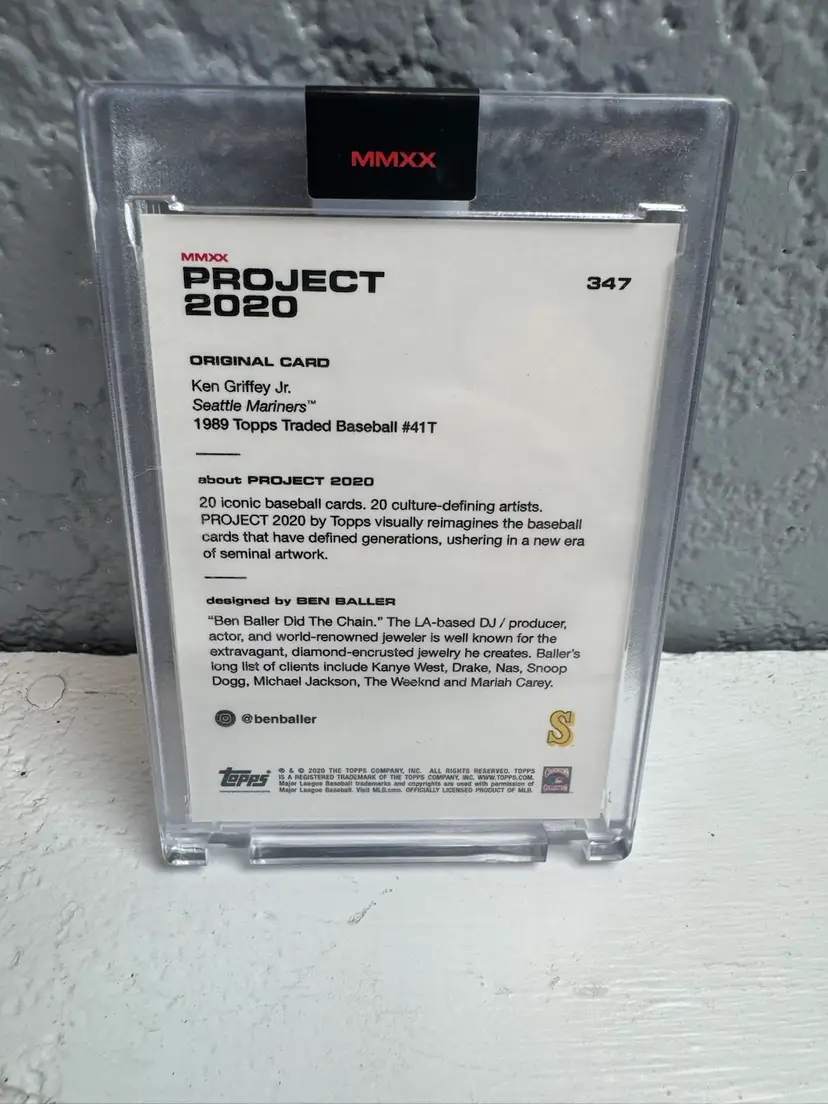 MMXX
MMXX
PROJECT
2020
347
ORIGINAL CARD
Ken Griffey Jr.
Seattle Mariners™
1989 Topps Traded Baseball #41T
about PROJECT 2020
20 iconic baseball cards. 20 culture-defining artists.
PROJECT 2020 by Topps visually reimagines the baseball
cards that have defined generations, ushering in a new era
of seminal artwork.
designed by BEN BALLER
"Ben Baller Did The Chain." The LA-based DJ / producer,
actor, and world-renowned jeweler is well known for the
extravagant, diamond-encrusted jewelry he creates. Baller's
long list of clients include Kanye West, Drake, Nas, Snoop
Dogg, Michael Jackson, The Weeknd and Mariah Carey.
@benballer
S
Topps
® & © 2020 THE TOPPS COMPANY, INC. ALL RIGHTS RESERVED. TOPPS
IS A REGISTERED TRADEMARK OF THE TOPPS COMPANY, INC. WWW.TOPPS.COM.
Major League Baseball trademarks and copyrights are used with permission of
Major League Baseball. Visit MLB.com. OFFICIALLY LICENSED PRODUCT OF MLB.